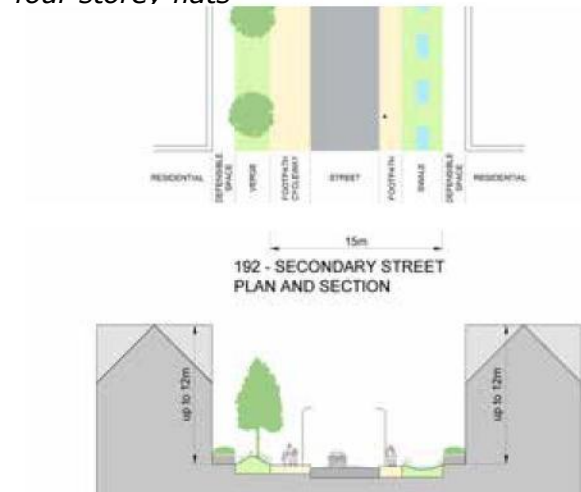 four storey flats
RESIDENTIAL
DEFENSIBLE
SPACE
VERGE
FOOTPATH
CYCLEWAY
STREET
FOOTPATH
SWALE
DEFENSIBLE
SPACE
RESIDENTIAL
15m
192 - SECONDARY STREET
PLAN AND SECTION
up to 12m
up to 12m